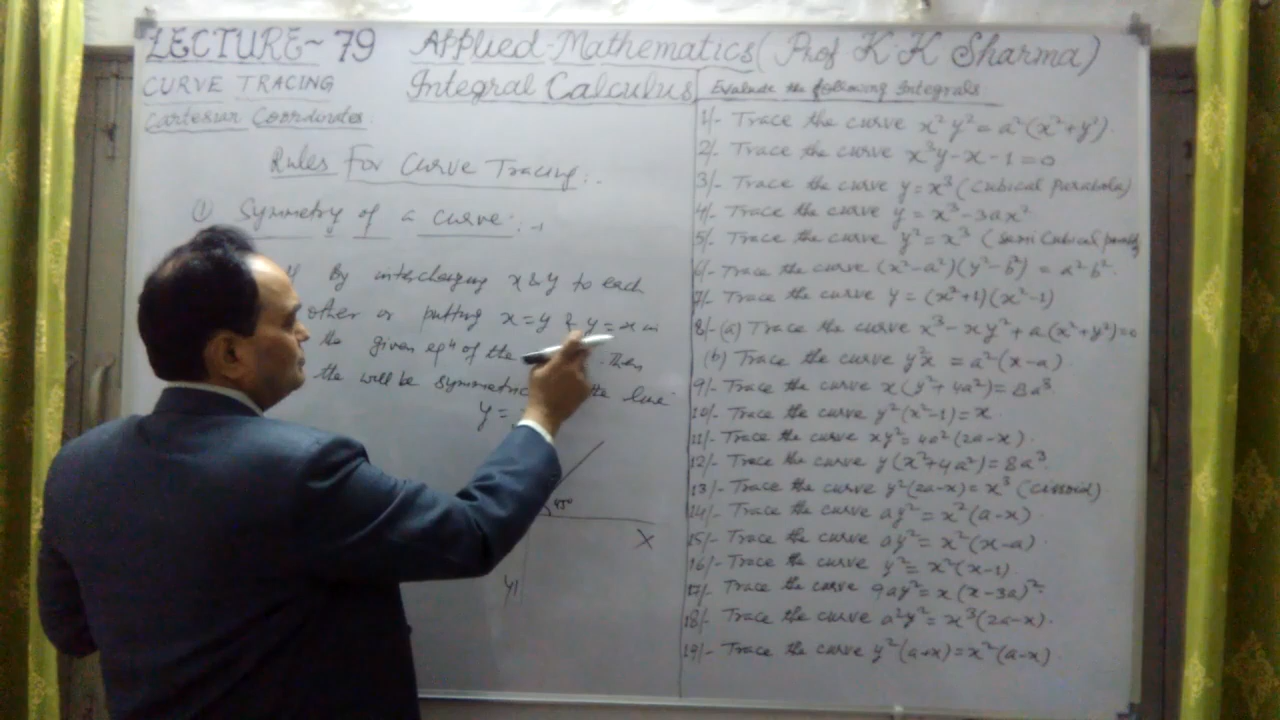 LECTURE~79 Applied-Mathematics( Prof K.K Sharma)
CURVE TRACING
Integral Calculus
Cartesian Coordinates.
Rules For Curve Tracing:.
(1) Symmetry of a curve:-
By interchanging x & y to each
other or putting x=y & y=x in
the given eqn of the . Then
the will be symmetric the line
y=
45°
X
Y|
Evaluate the following Integrals
1/- Trace the curve x²y²=a²(x²+y²).
2/- Trace the curve x³y-x-1=0
3/- Trace the curve y=x³ (Cubical Parabola)
4/- Trace the curve y=x³-3ax²
5/- Trace the curve y²=x³ (Semi Cubical
6/- Trace the curve (x²-a²)(y²-b²) = a²b².
7/- Trace the curve y=(x²+1)(x²-1)
8/-(a) Trace the curve x³-xy²+a(x²+y²)=0
(b) Trace the curve = a²(x-a)
9/- Trace the curve x(y²+4a²)=8a³
10/- Trace the curve y²(x²-1)=x
11/- Trace the curve xy²=4a²(2a-x).
12/- Trace the curve y(x²+4a²)=8a³.
13/- Trace the curve y²(2a-x)=x³ (cissoid)
14/- Trace the curve ay²=x²(a-x)
15/- Trace the curve ay²=x²(x-a)
16/- Trace the curve y²=x²(x-1)
17/- Trace the curve 9ay²=x(x-3a)²
18/- Trace the curve a²y²=x³(2a-x).
19/- Trace the curve y²(a+x)=x²(a-x)